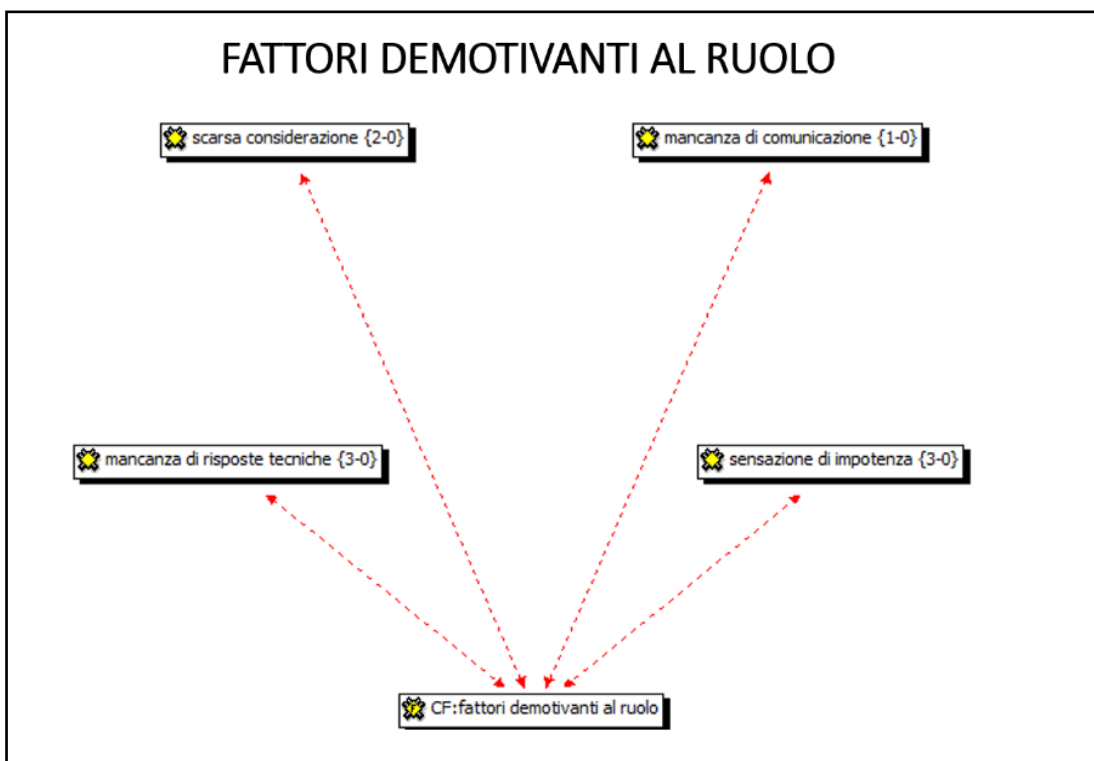 FATTORI DEMOTIVANTI AL RUOLO
scarsa considerazione {2-0}
mancanza di comunicazione {1-0}
mancanza di risposte tecniche {3-0}
sensazione di impotenza {3-0}
CF:fattori demotivanti al ruolo